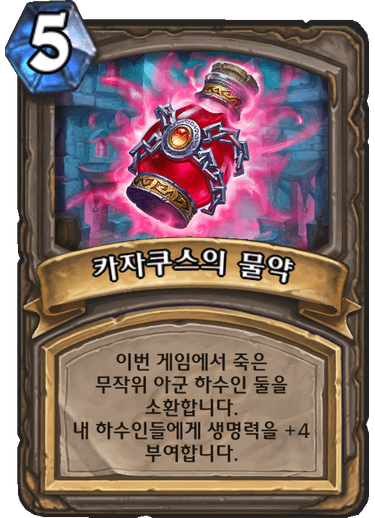 5
카자쿠스의 물약
이번 게임에서 죽은
무작위 아군 하수인 둘을
소환합니다.
내 하수인들에게 생명력을 +4
부여합니다.